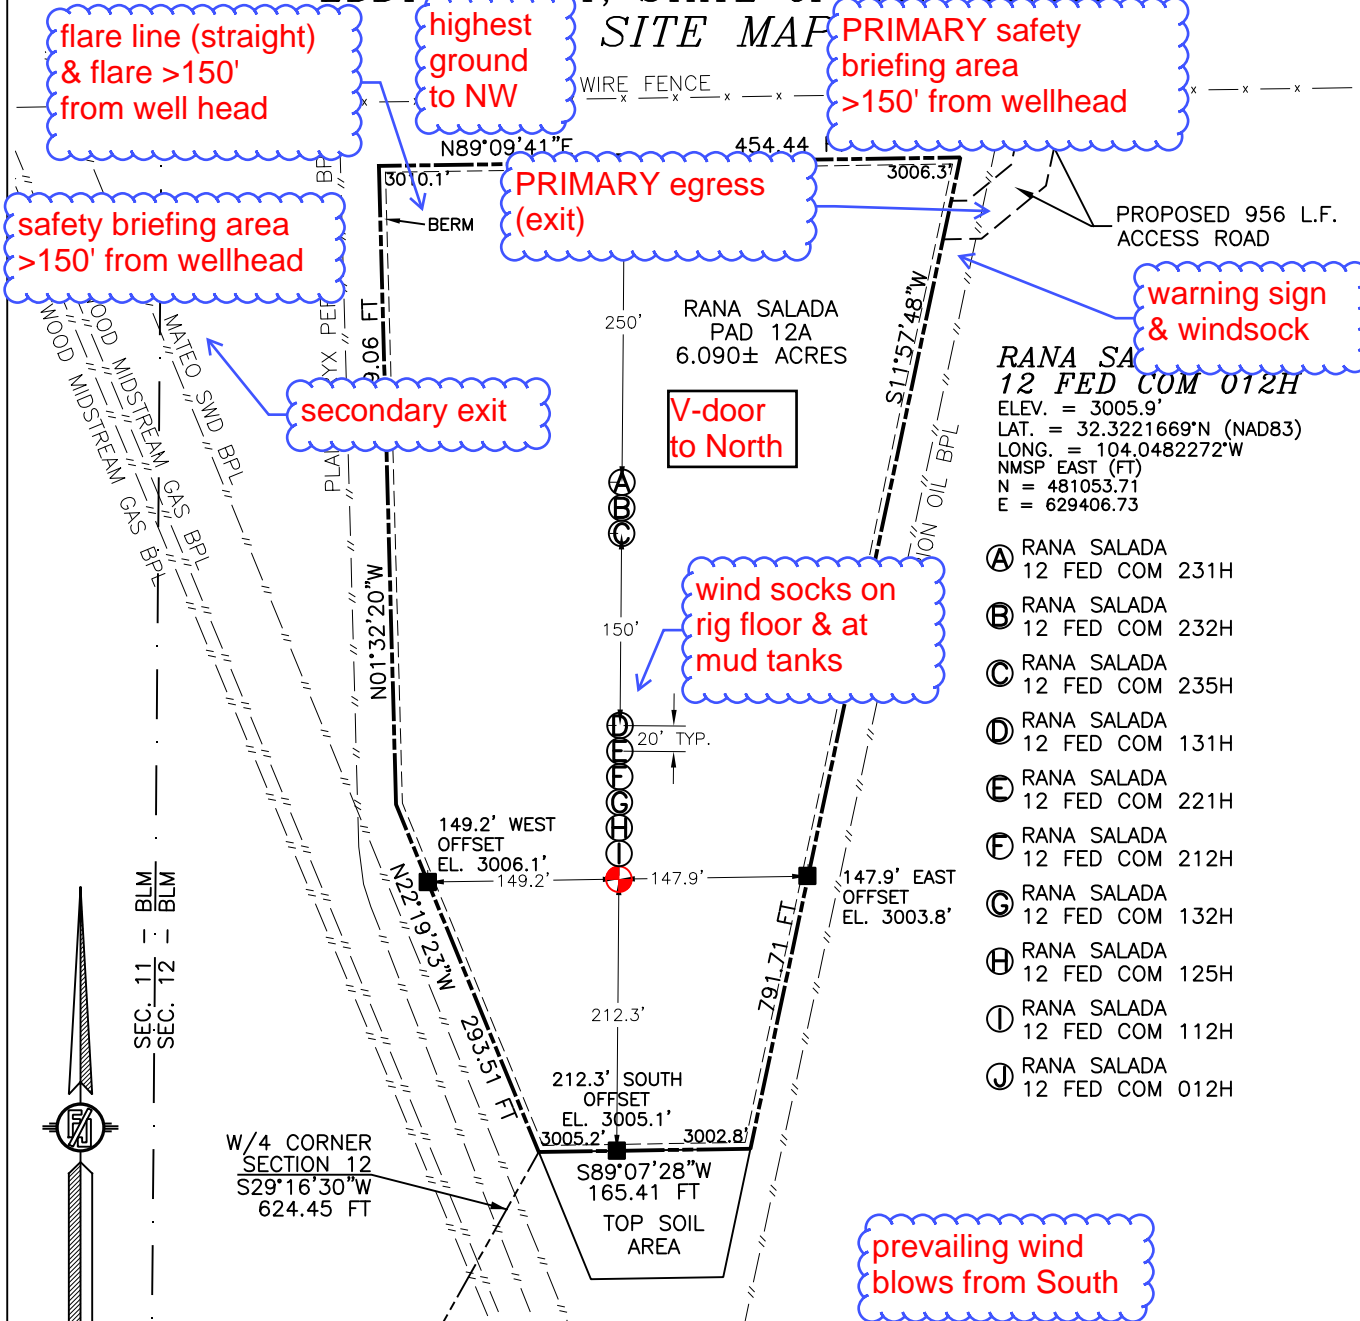 SITE MAP
flare line (straight)
& flare >150'
from well head
highest
ground
to NW
PRIMARY safety
briefing area
>150' from wellhead
WIRE FENCE
N89°09'41"E
454.44
3006.3'
PRIMARY egress
(exit)
BERM
safety briefing area
>150' from wellhead
PROPOSED 956 L.F.
ACCESS ROAD
warning sign
& windsock
250'
RANA SALADA
PAD 12A
6.090± ACRES
S11°57'48"W
MATEO SWD BPL
MIDSTREAM GAS BPL
WOOD MIDSTREAM GAS BPL
secondary exit
V-door
to North
OIL BPL
RANA SA
12 FED COM 012H
ELEV. = 3005.9'
LAT. = 32.3221669°N (NAD83)
LONG. = 104.0482272°W
NMSP EAST (FT)
N = 481053.71
E = 629406.73
A
B
C
A RANA SALADA
12 FED COM 231H
B RANA SALADA
12 FED COM 232H
C RANA SALADA
12 FED COM 235H
D RANA SALADA
12 FED COM 131H
E RANA SALADA
12 FED COM 221H
F RANA SALADA
12 FED COM 212H
G RANA SALADA
12 FED COM 132H
H RANA SALADA
12 FED COM 125H
I RANA SALADA
12 FED COM 112H
J RANA SALADA
12 FED COM 012H
N01°32'20"W
150'
wind socks on
rig floor & at
mud tanks
D
E
F
G
H
I
20' TYP.
149.2' WEST
OFFSET
EL. 3006.1'
149.2'
147.9'
147.9' EAST
OFFSET
EL. 3003.8'
N22°19'23"W
293.51 FT
791.71 FT
SEC. 11 - BLM
SEC. 12 - BLM
212.3'
212.3' SOUTH
OFFSET
EL. 3005.1'
3005.2'
3002.8'
S89°07'28"W
165.41 FT
TOP SOIL
AREA
W/4 CORNER
SECTION 12
S29°16'30"W
624.45 FT
prevailing wind
blows from South